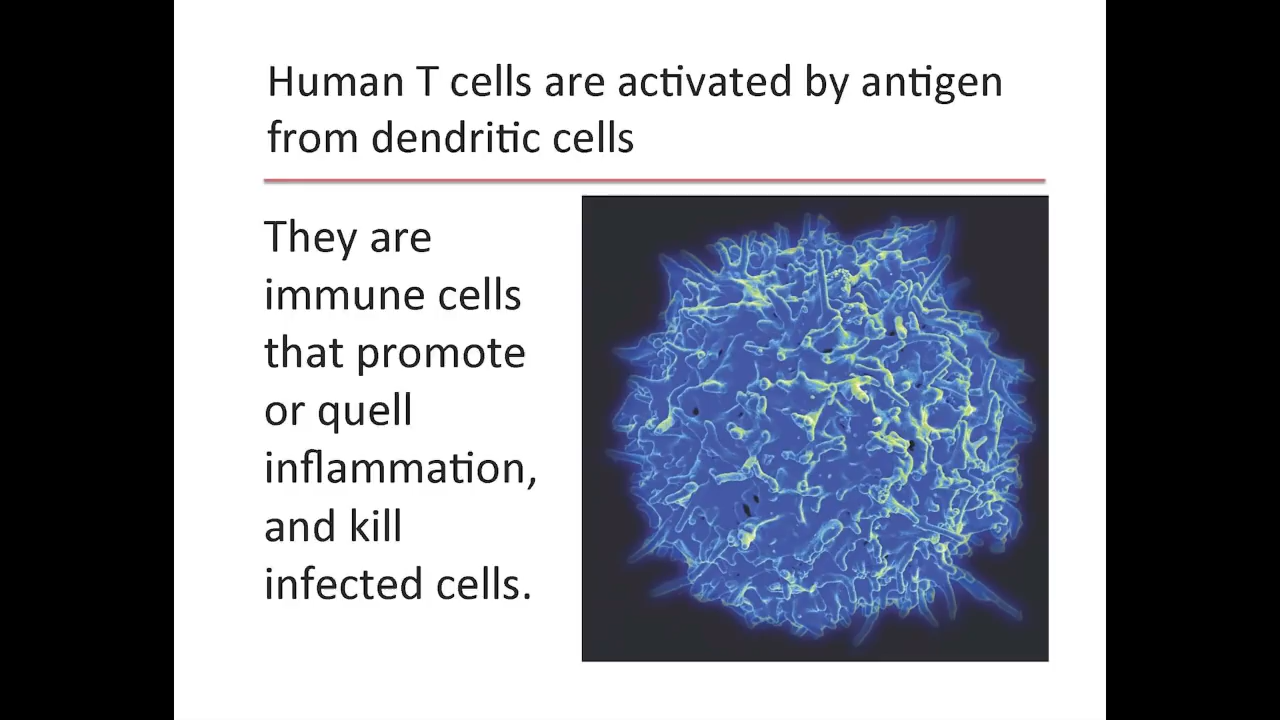 Human T cells are activated by antigen
from dendritic cells
They are
immune cells
that promote
or quell
inflammation,
and kill
infected cells.